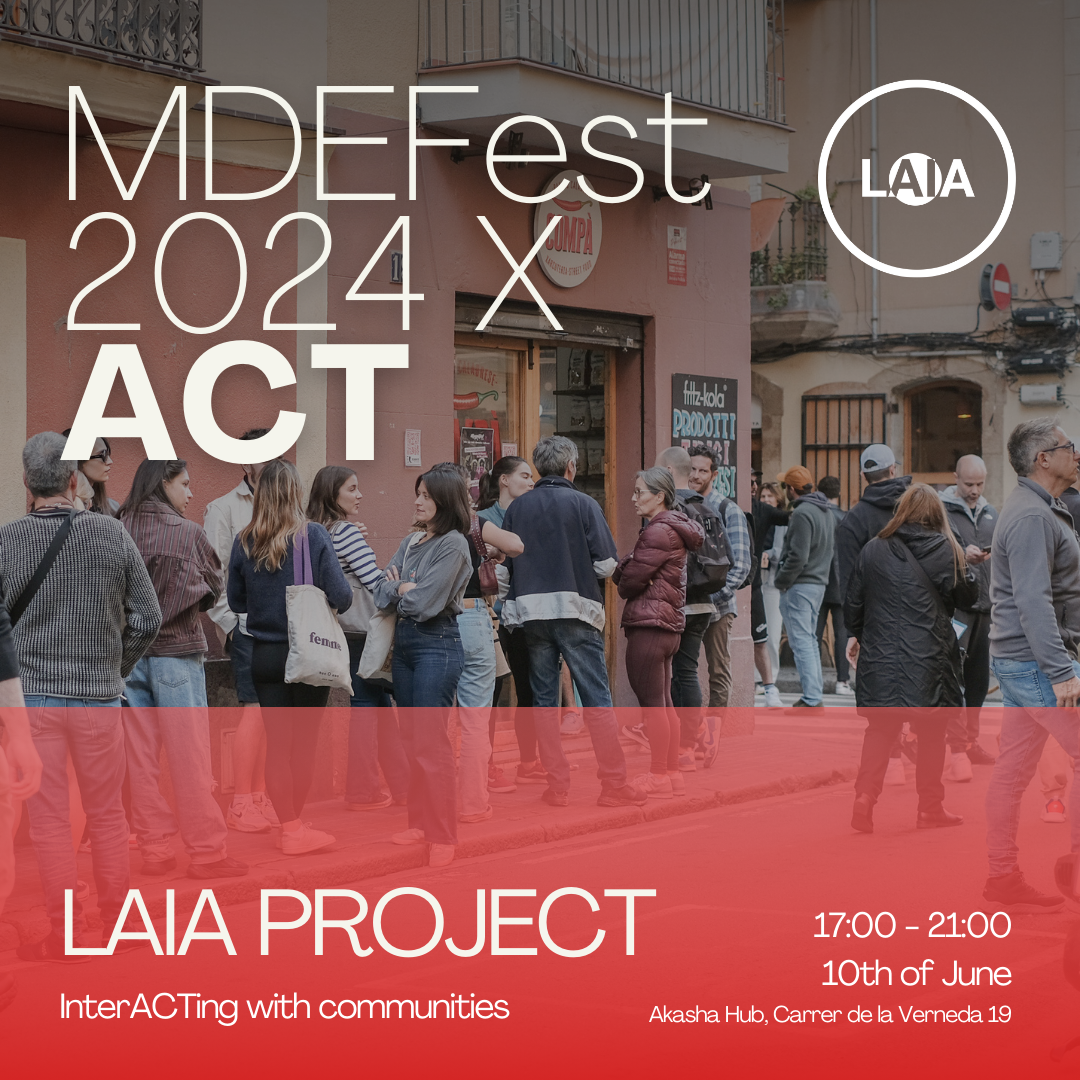 MDEFest
2024 X
ACT
LAIA
COMPÀ
fritz-kola
PRODOTTI
femme
LAIA PROJECT
InterACTing with communities
17:00 - 21:00
10th of June
Akasha Hub, Carrer de la Verneda 19